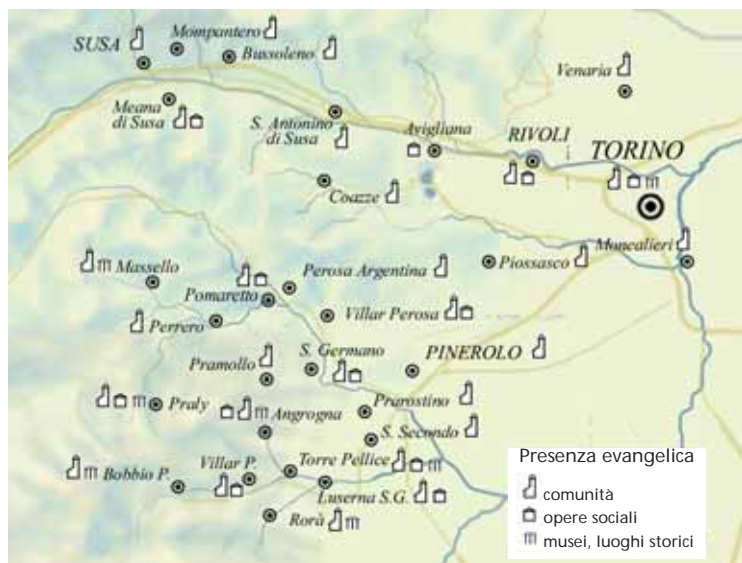 Mompantero
SUSA
Bussoleno
Venaria
Meana
di Susa
S. Antonino
di Susa
Avigliana
RIVOLI
TORINO
Coazze
Moncalieri
Massello
Perosa Argentina
Piossasco
Pomaretto
Villar Perosa
Perrero
S. Germano
PINEROLO
Pramollo
Praly
Angrogna
Prarostino
S. Secondo
Bobbio P.
Villar P.
Torre Pellice
Luserna S.G.
Rorà
Presenza evangelica
comunità
opere sociali
musei, luoghi storici